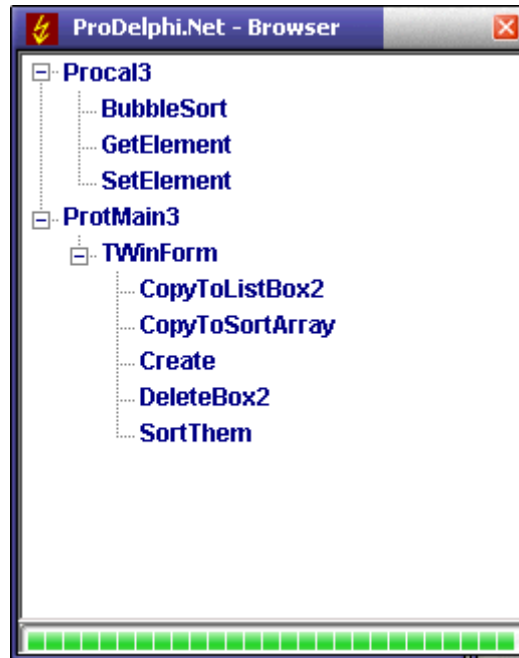 ProDelphi.Net - Browser
Procal3
BubbleSort
GetElement
SetElement
ProtMain3
TWinForm
CopyToListBox2
CopyToSortArray
Create
DeleteBox2
SortThem